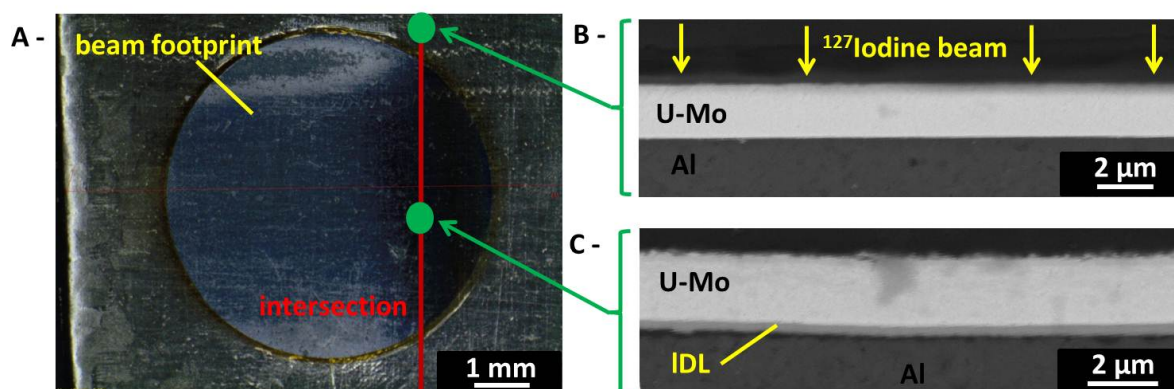 A -
beam footprint
intersection
1 mm
B -
¹²⁷Iodine beam
U-Mo
Al
2 µm
C -
U-Mo
IDL
Al
2 µm